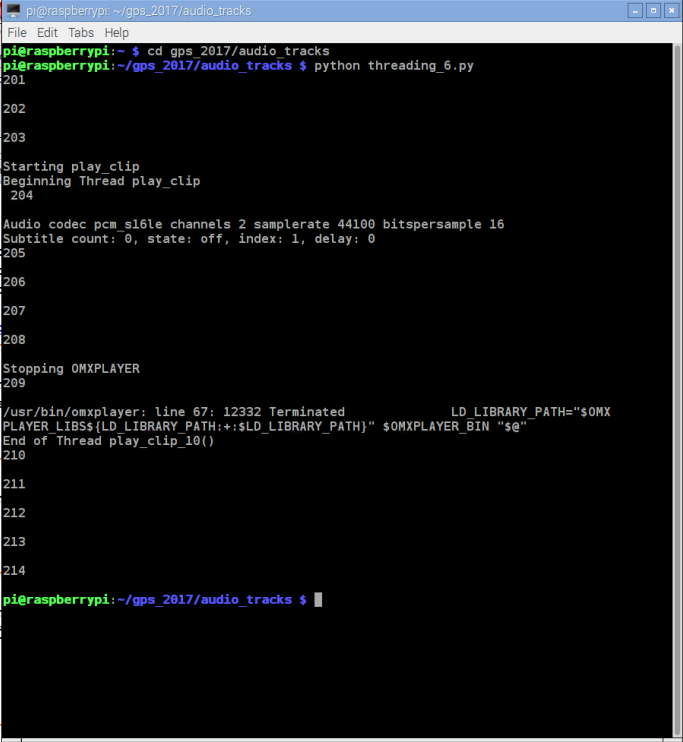 pi@raspberrypi: ~/gps_2017/audio_tracks
File Edit Tabs Help
pi@raspberrypi:~ $ cd gps_2017/audio_tracks
pi@raspberrypi:~/gps_2017/audio_tracks $ python threading_6.py
201
202
203
Starting play_clip
Beginning Thread play_clip
204
Audio codec pcm_s16le channels 2 samplerate 44100 bitspersample 16
Subtitle count: 0, state: off, index: 1, delay: 0
205
206
207
208
Stopping OMXPLAYER
209
/usr/bin/omxplayer: line 67: 12332 Terminated              LD_LIBRARY_PATH="$OMX
PLAYER_LIBS${LD_LIBRARY_PATH:+:$LD_LIBRARY_PATH}" $OMXPLAYER_BIN "$@"
End of Thread play_clip_10()
210
211
212
213
214
pi@raspberrypi:~/gps_2017/audio_tracks $